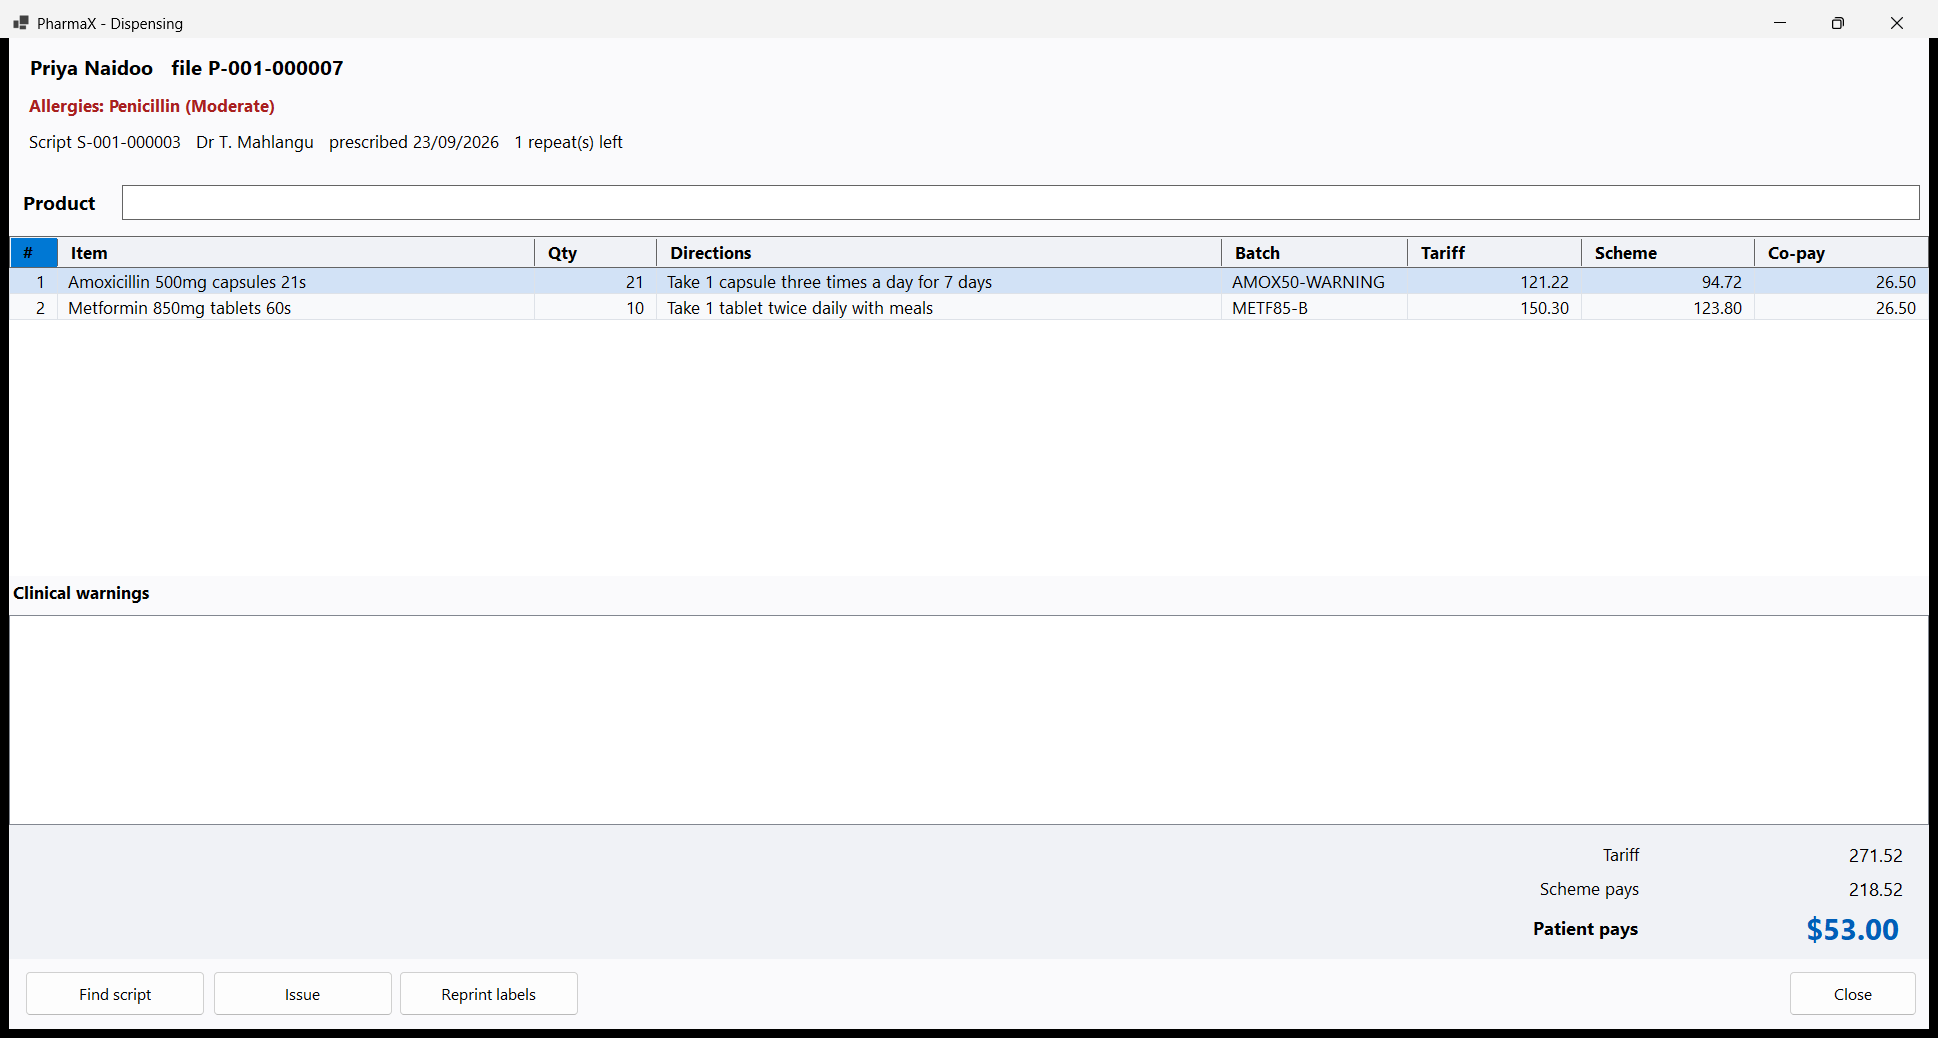 PharmaX - Dispensing
Priya Naidoo file P-001-000007
Allergies: Penicillin (Moderate)
Script S-001-000003 Dr T. Mahlangu prescribed 23/09/2026 1 repeat(s) left
Product
# Item Qty Directions Batch Tariff Scheme Co-pay
1 Amoxicillin 500mg capsules 21s 21 Take 1 capsule three times a day for 7 days AMOX50-WARNING 121.22 94.72 26.50
2 Metformin 850mg tablets 60s 10 Take 1 tablet twice daily with meals METF85-B 150.30 123.80 26.50
Clinical warnings
Tariff 271.52
Scheme pays 218.52
Patient pays $53.00
Find script Issue Reprint labels Close